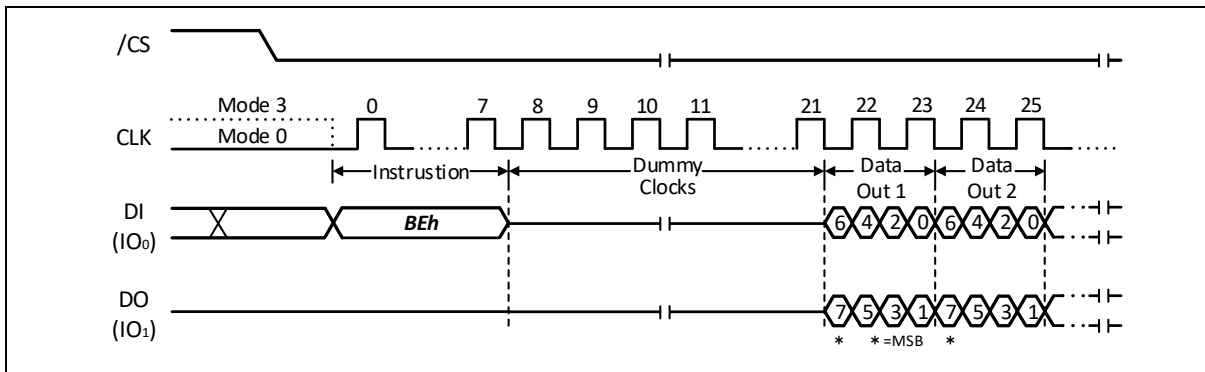 /CS
Mode 3 0 7 8 9 10 11 21 22 23 24 25
CLK Mode 0
Instrustion Dummy Clocks Data Out 1 Data Out 2
DI (IO0) BEh 6 4 2 0 6 4 2 0
DO (IO1) 7 5 3 1 7 5 3 1
* * =MSB *